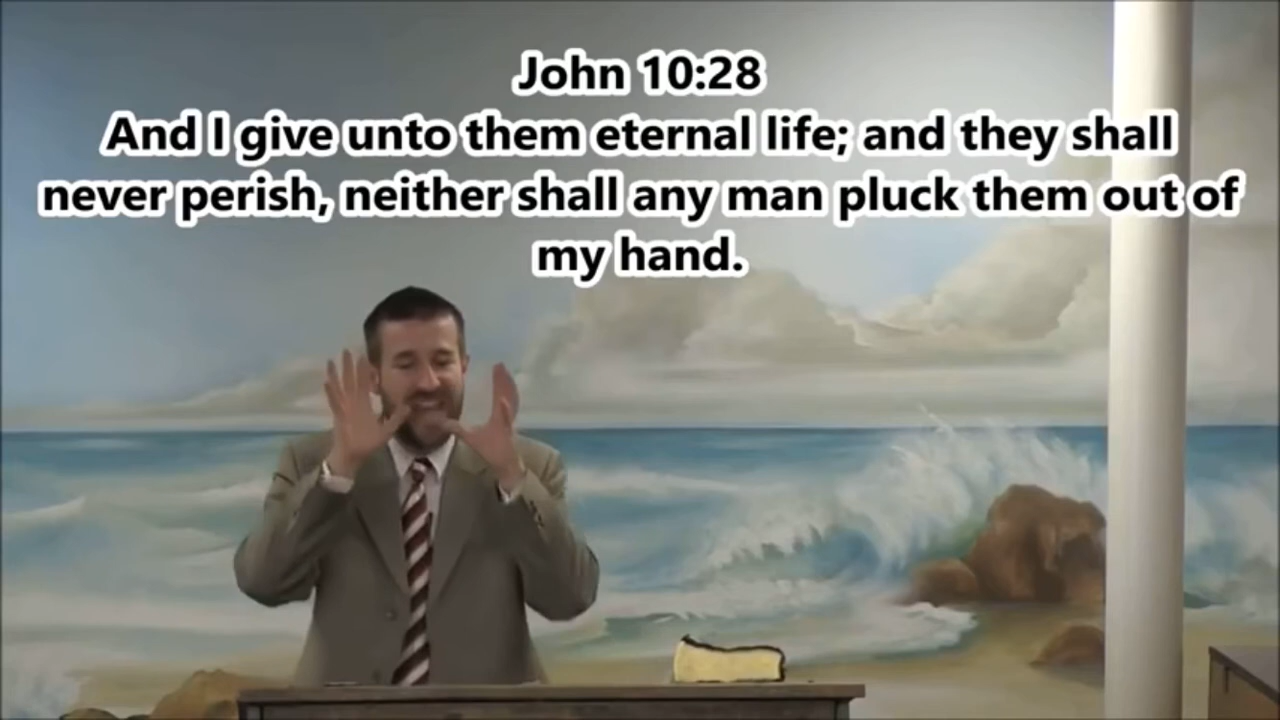 John 10:28
And I give unto them eternal life; and they shall
never perish, neither shall any man pluck them out of
my hand.